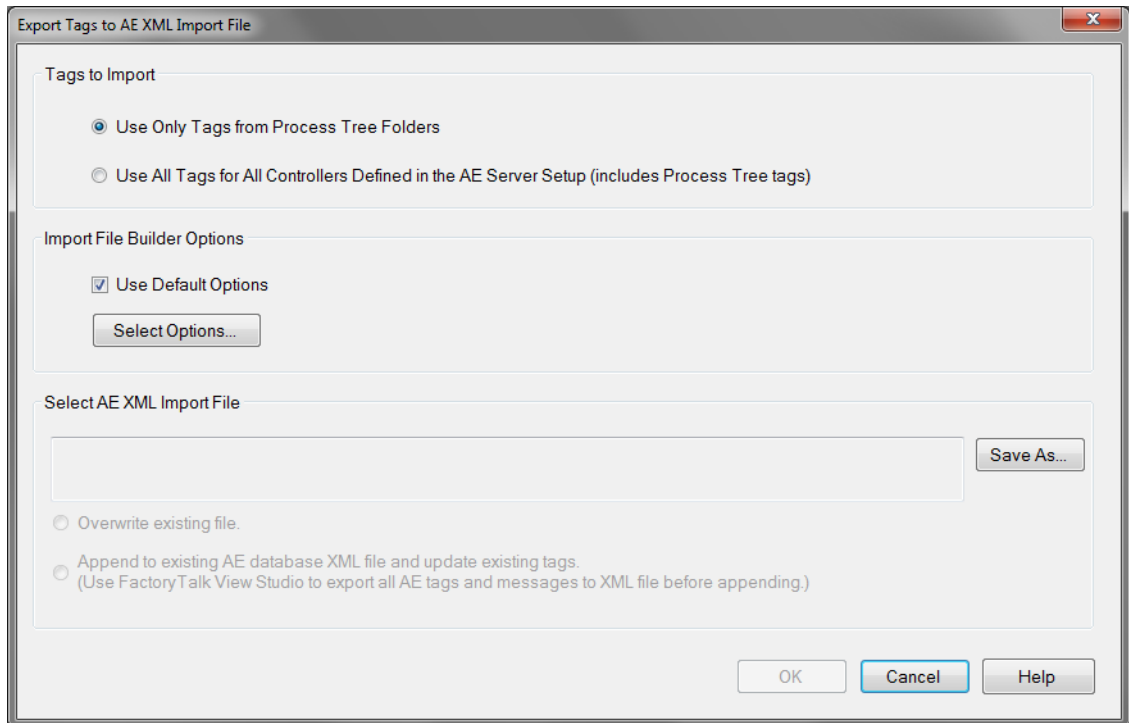 Export Tags to AE XML Import File
Tags to Import
Use Only Tags from Process Tree Folders
Use All Tags for All Controllers Defined in the AE Server Setup (includes Process Tree tags)
Import File Builder Options
Use Default Options
Select Options...
Select AE XML Import File
Save As...
Overwrite existing file.
Append to existing AE database XML file and update existing tags.
(Use FactoryTalk View Studio to export all AE tags and messages to XML file before appending.)
OK Cancel Help